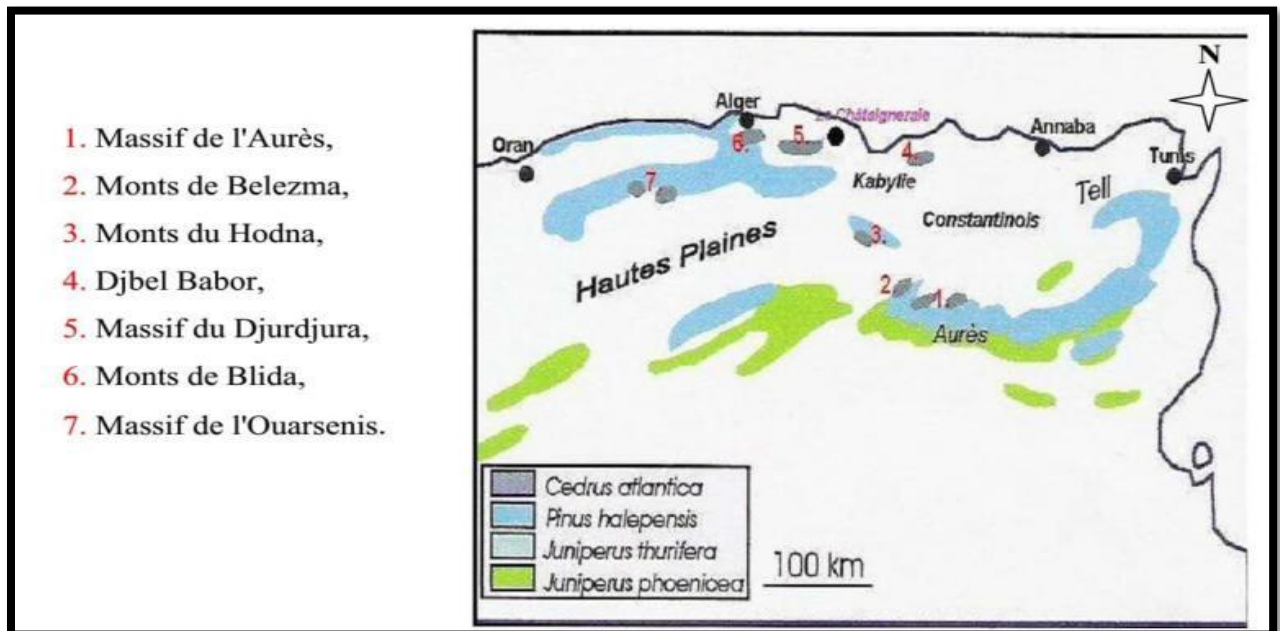 1. Massif de l'Aurès,
2. Monts de Belezma,
3. Monts du Hodna,
4. Djbel Babor,
5. Massif du Djurdjura,
6. Monts de Blida,
7. Massif de l'Ouarsenis.
N
Alger
La Châtaigneraie
Oran
Annaba
Tunis
6.
5.
4.
Kabylie
7
Tell
Constantinois
3.
Hautes Plaines
2
1.
Aurès
Cedrus atlantica
Pinus halepensis
Juniperus thurifera
Juniperus phoenicea
100 km